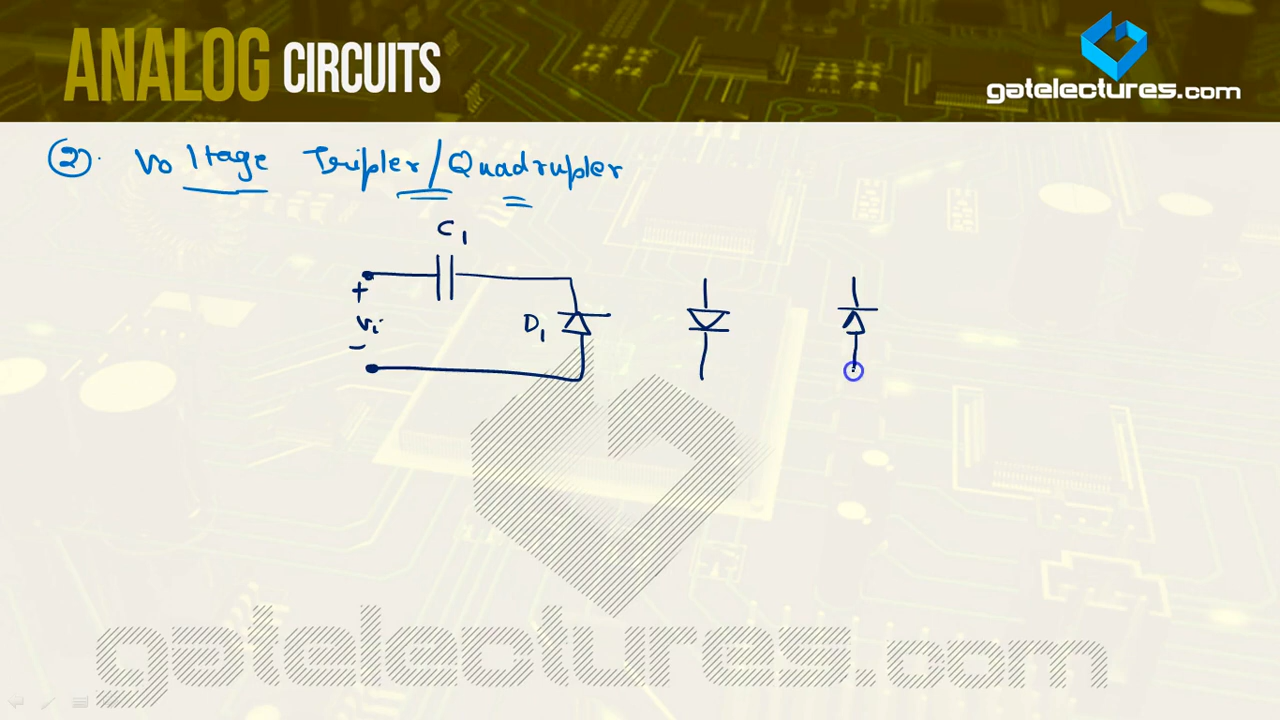 ANALOG CIRCUITS
gatelectures.com
2. Voltage Tripler/Quadrupler
C1
+
Vi
D1
−
gatelectures.com